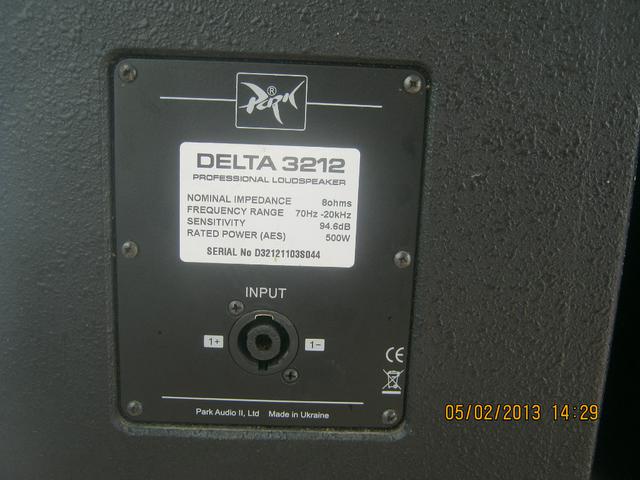 PARK®
DELTA 3212
PROFESSIONAL LOUDSPEAKER
NOMINAL IMPEDANCE 8ohms
FREQUENCY RANGE 70Hz -20kHz
SENSITIVITY 94.6dB
RATED POWER (AES) 500W
SERIAL No D32121103S044
INPUT
1+ 1-
CE
Park Audio II, Ltd Made in Ukraine
05/02/2013 14:29